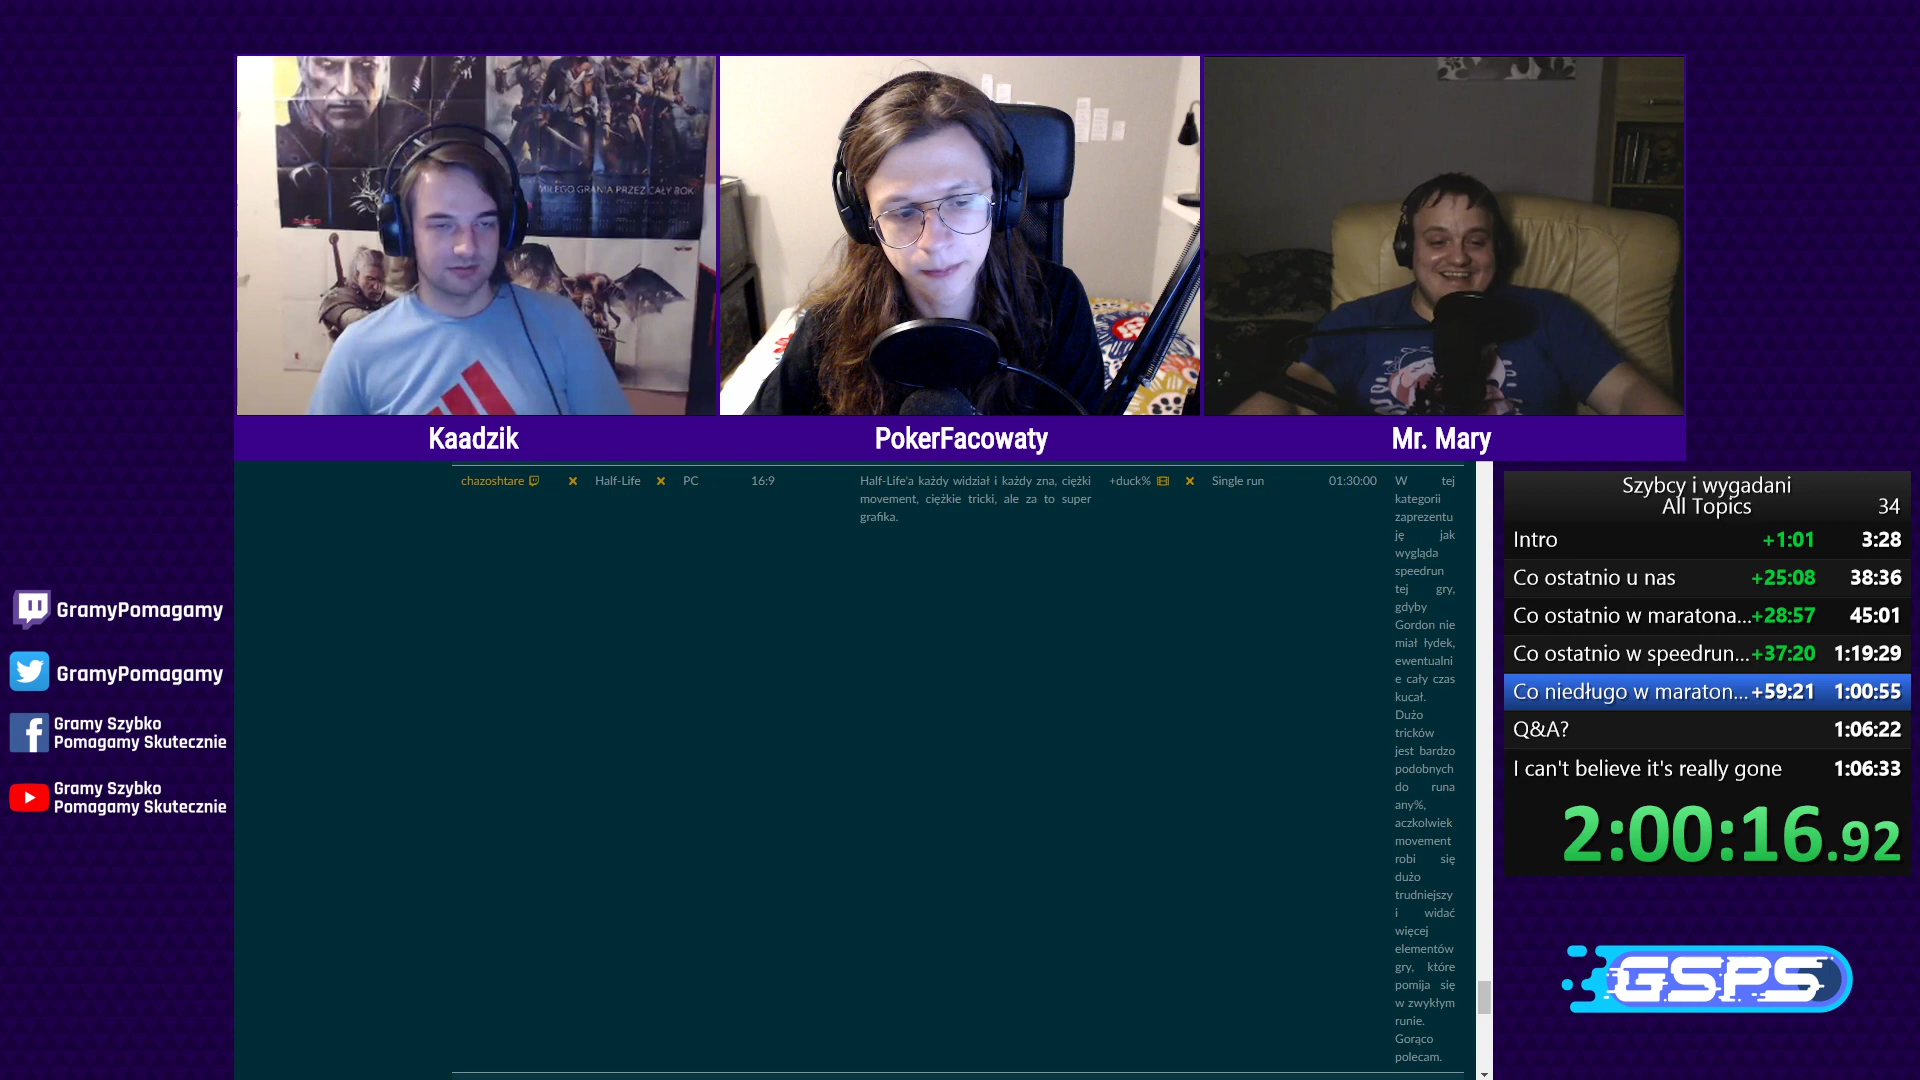 MIŁEGO GRANIA PRZEZ CAŁY ROK
Kaadzik
PokerFacowaty
Mr. Mary
chazoshtare
Half-Life
PC
16:9
Half-Life'a każdy widział i każdy zna, ciężki
movement, ciężkie tricki, ale za to super
grafika.
+duck%
Single run
01:30:00
W tej
kategorii
zaprezentu
ję jak
wygląda
speedrun
tej gry,
gdyby
Gordon nie
miał łydek,
ewentualni
e cały czas
kucał.
Dużo
tricków
jest bardzo
podobnych
do runa
any%,
aczkolwiek
movement
robi się
dużo
trudniejszy
i widać
więcej
elementów
gry, które
pomija się
w zwykłym
runie.
Gorąco
polecam.
GramyPomagamy
GramyPomagamy
Gramy Szybko
Pomagamy Skutecznie
Gramy Szybko
Pomagamy Skutecznie
Szybcy i wygadani
All Topics 34
Intro +1:01 3:28
Co ostatnio u nas +25:08 38:36
Co ostatnio w maratona... +28:57 45:01
Co ostatnio w speedrun... +37:20 1:19:29
Co niedługo w maraton... +59:21 1:00:55
Q&A? 1:06:22
I can't believe it's really gone 1:06:33
2:00:16.92
GSPS